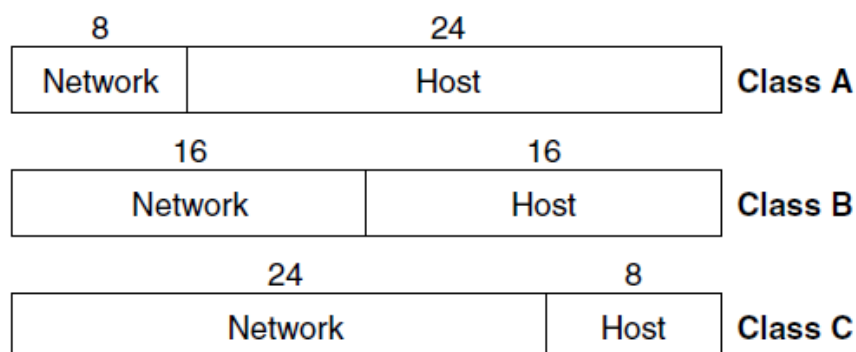 8 24
Network Host Class A
16 16
Network Host Class B
24 8
Network Host Class C